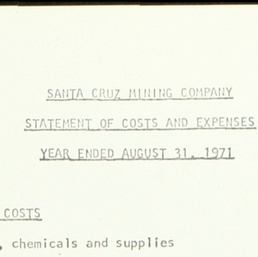 SANTA CRUZ MINING COMPANY
STATEMENT OF COSTS AND EXPENSES
YEAR ENDED AUGUST 31, 1971
COSTS
, chemicals and supplies